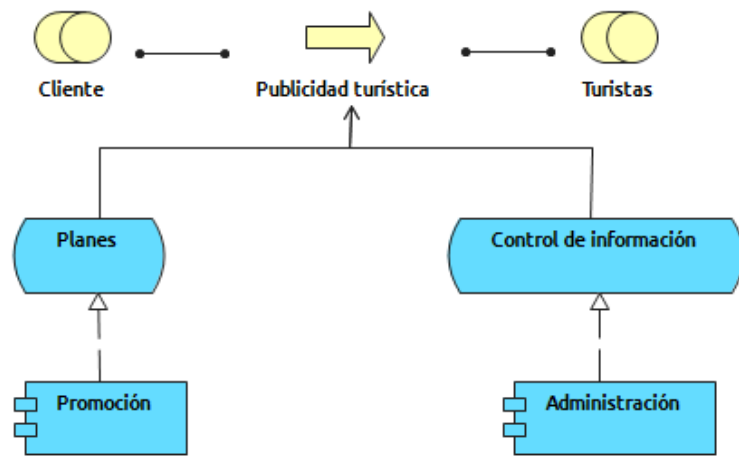 Cliente
Publicidad turística
Turistas
Planes
Control de información
Promoción
Administración